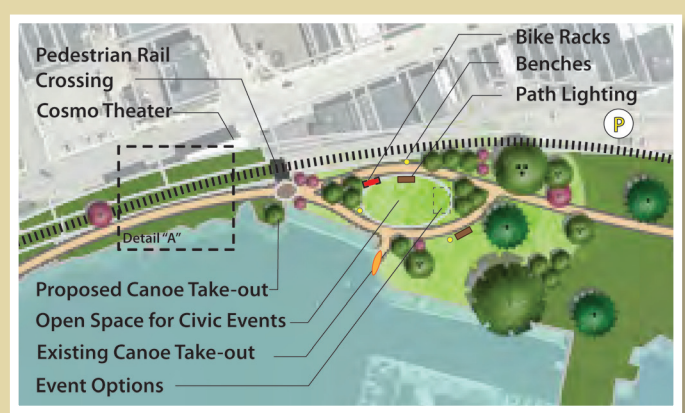 Pedestrian Rail
Crossing
Cosmo Theater
Bike Racks
Benches
Path Lighting
P
Detail "A"
Proposed Canoe Take-out
Open Space for Civic Events
Existing Canoe Take-out
Event Options